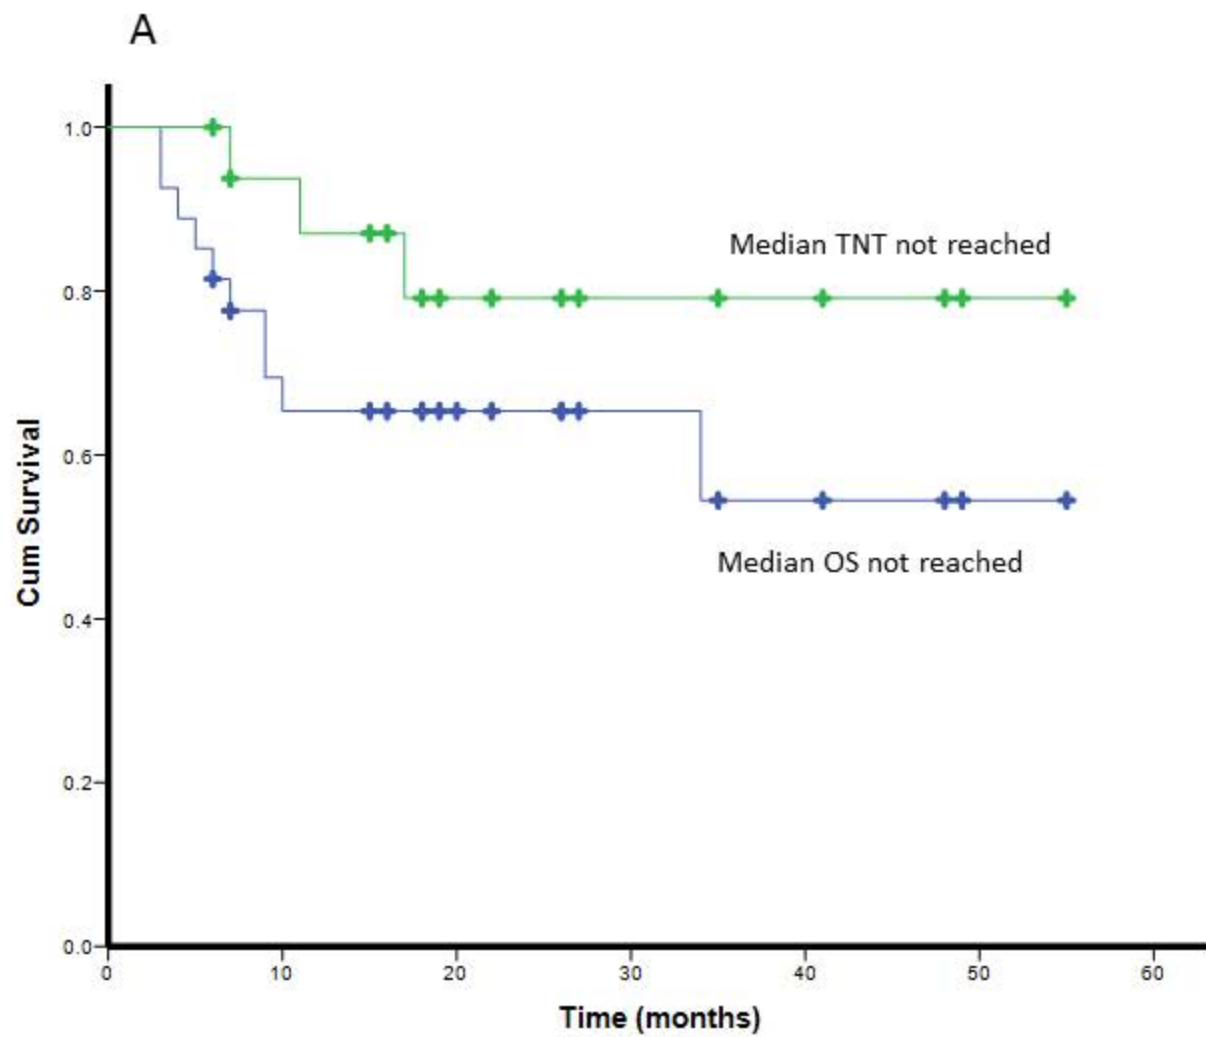 A
1.0
Median TNT not reached
0.8
0.6
Median OS not reached
0.4
0.2
0.0
Cum Survival
0 10 20 30 40 50 60
Time (months)